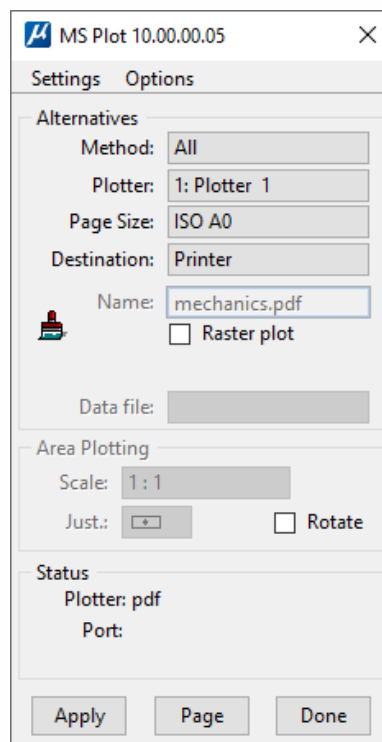 MS Plot 10.00.00.05
Settings Options
Alternatives
Method: All
Plotter: 1: Plotter 1
Page Size: ISO A0
Destination: Printer
Name: mechanics.pdf
Raster plot
Data file:
Area Plotting
Scale: 1 : 1
Just.: Rotate
Status
Plotter: pdf
Port:
Apply Page Done